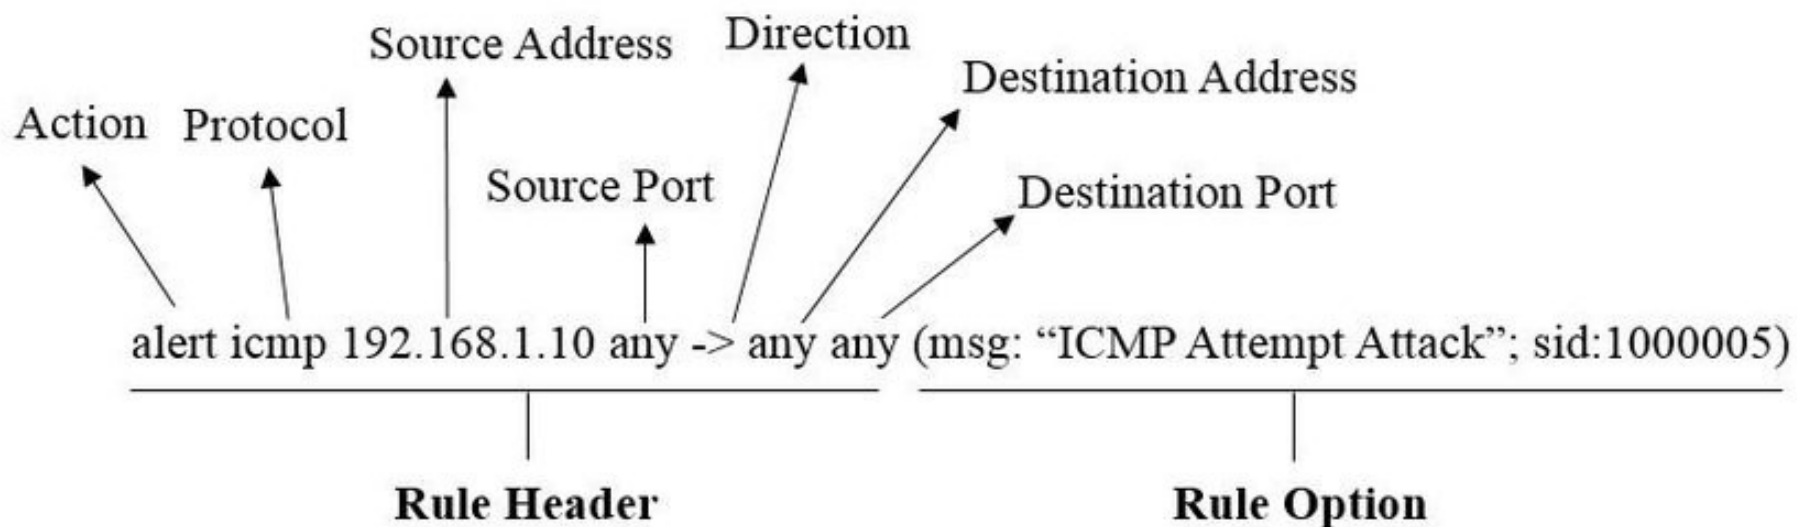 Source Address
Direction
Destination Address
Action
Protocol
Source Port
Destination Port
alert icmp 192.168.1.10 any -> any any (msg: “ICMP Attempt Attack”; sid:1000005)
Rule Header
Rule Option